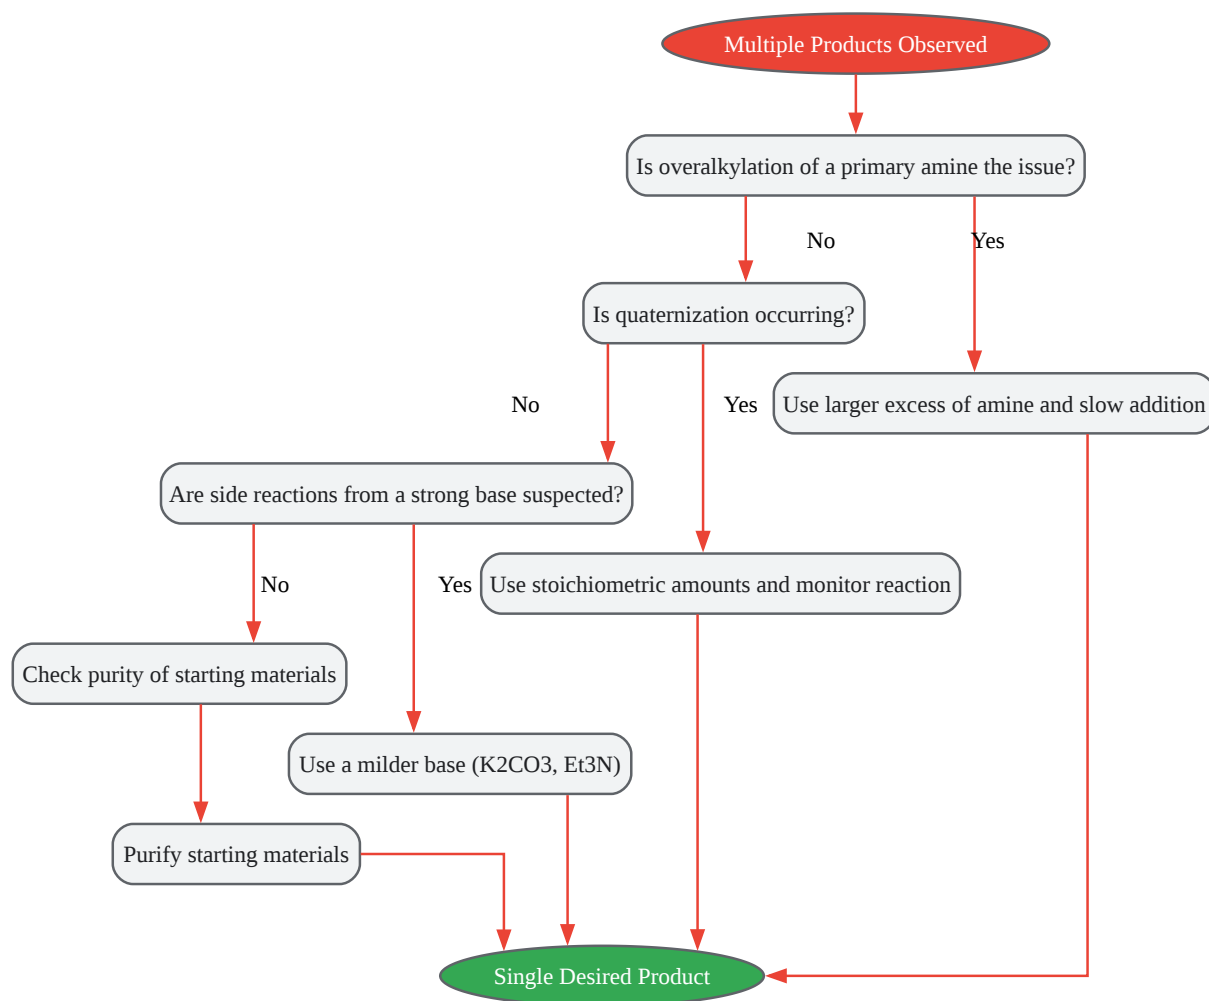 Multiple Products Observed
Is overalkylation of a primary amine the issue?
No
Yes
Is quaternization occurring?
No
Yes
Use larger excess of amine and slow addition
Are side reactions from a strong base suspected?
No
Yes
Use stoichiometric amounts and monitor reaction
Check purity of starting materials
Use a milder base (K2CO3, Et3N)
Purify starting materials
Single Desired Product